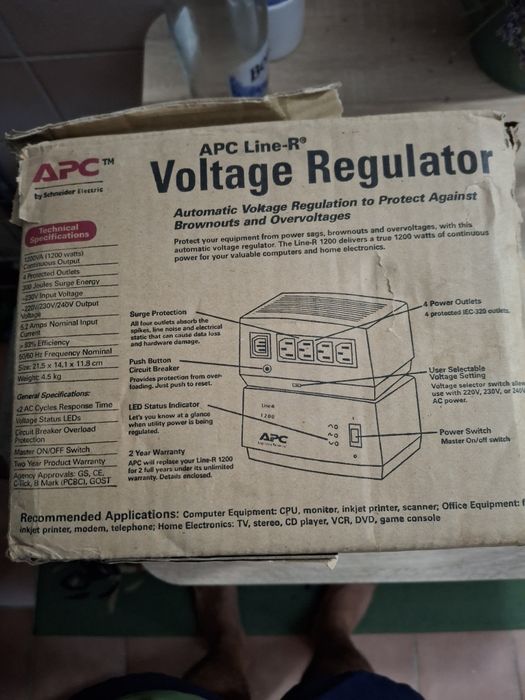 APC Line-R®
Voltage Regulator
APC™
by Schneider Electric
Automatic Voltage Regulation to Protect Against
Brownouts and Overvoltages
Protect your equipment from power sags, brownouts and overvoltages, with this
automatic voltage regulator. The Line-R 1200 delivers a true 1200 watts of continuous
power for your valuable computers and home electronics.
Technical
Specifications
1200VA (1200 watts)
Continuous Output
4 Protected Outlets
300 Joules Surge Energy
~230V Input Voltage
~220V/230V/240V Output
Voltage
5.2 Amps Nominal Input
Current
> 93% Efficiency
50/60 Hz Frequency Nominal
Size: 21.5 x 14.1 x 11.8 cm
Weight: 4.5 kg
General Specifications:
<2 AC Cycles Response Time
Voltage Status LEDs
Circuit Breaker Overload
Protection
Master ON/OFF Switch
Two Year Product Warranty
Agency Approvals: GS, CE,
C-Tick, B Mark (PCBC), GOST
Surge Protection
All four outlets absorb the
spikes, line noise and electrical
static that can cause data loss
and hardware damage.
Push Button
Circuit Breaker
Provides protection from over-
loading. Just push to reset.
LED Status Indicator
Let's you know at a glance
when utility power is being
regulated.
2 Year Warranty
APC will replace your Line-R 1200
for 2 full years under its unlimited
warranty. Details enclosed.
4 Power Outlets
4 protected IEC-320 outlets.
User Selectable
Voltage Setting
Voltage selector switch
use with 220V, 230V, or 240V
AC power.
Power Switch
Master On/off switch
Line-R
1200
APC
Recommended Applications: Computer Equipment: CPU, monitor, inkjet printer, scanner; Office Equipment:
inkjet printer, modem, telephone; Home Electronics: TV, stereo, CD player, VCR, DVD, game console